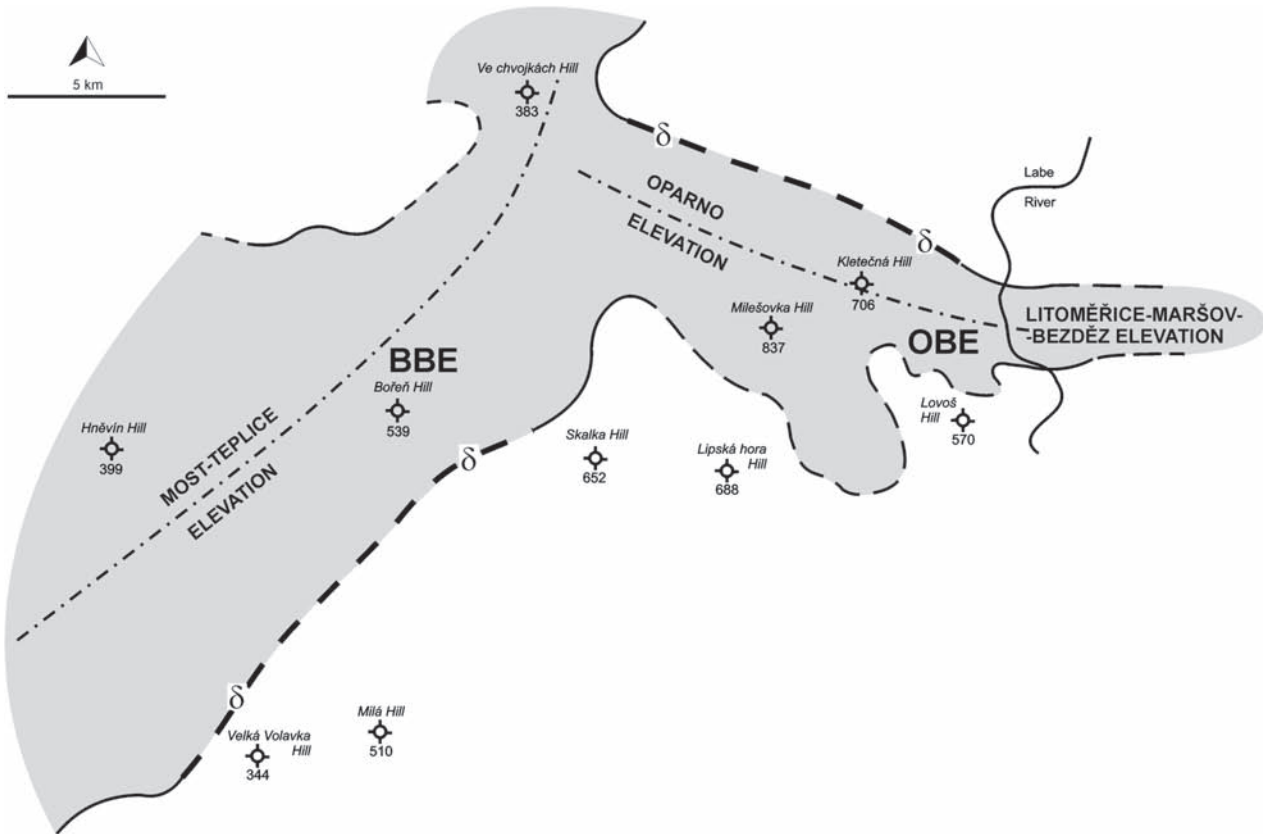 5 km
Ve chvojkách Hill
383
δ
OPARNO
ELEVATION
Labe
River
δ
Kletečná Hill
706
Milešovka Hill
837
LITOMĚŘICE-MARŠOV-
-BEZDĚZ ELEVATION
OBE
BBE
Bořeň Hill
539
Lovoš
Hill
570
Hněvín Hill
399
MOST-TEPLICE
ELEVATION
δ
Skalka Hill
652
Lipská hora
Hill
688
δ
Milá Hill
510
Velká Volavka
Hill
344